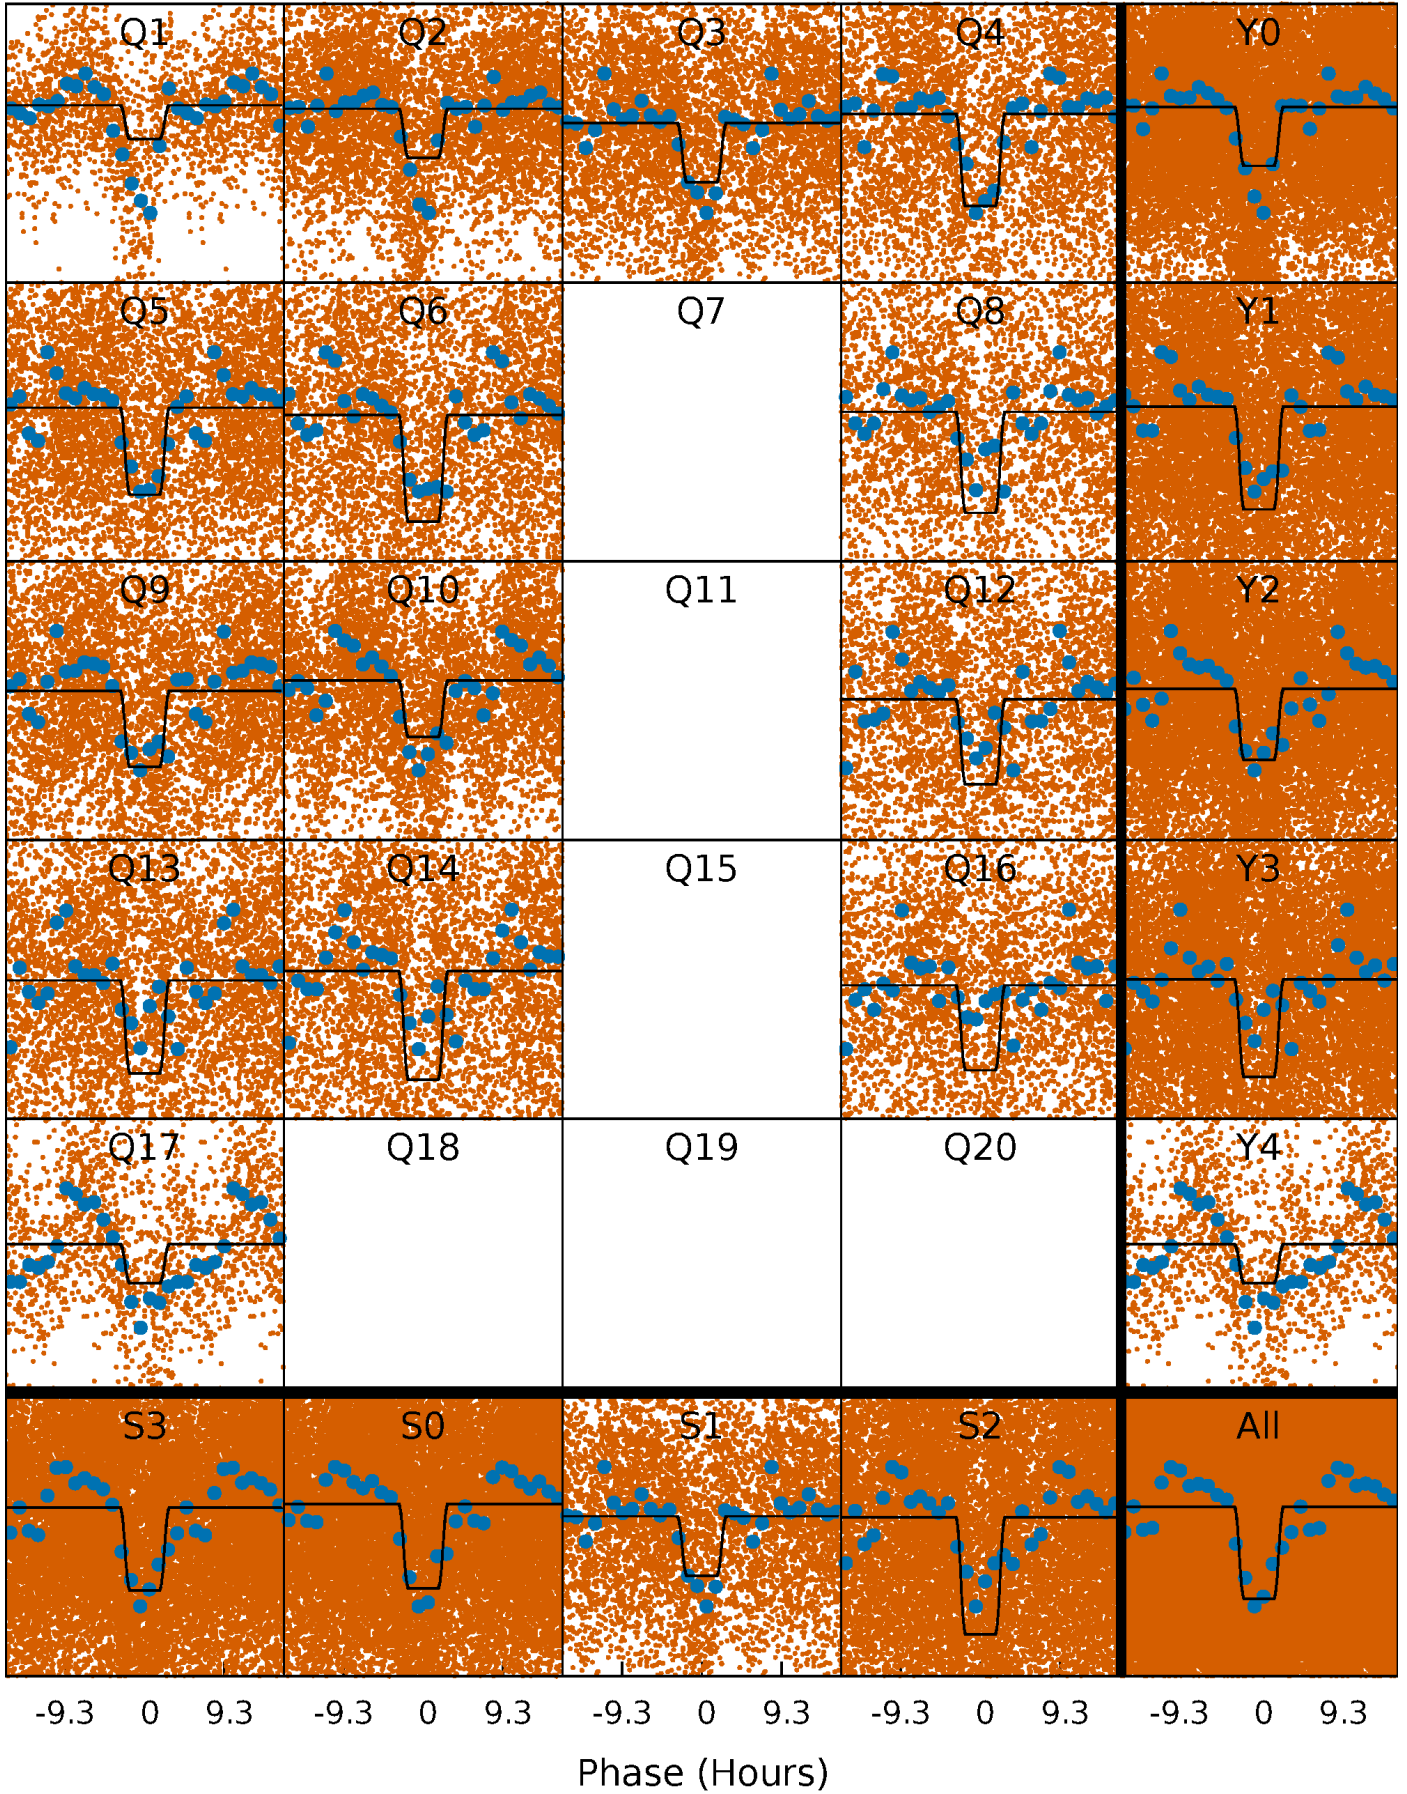 Q1 Q2 Q3 Q4 Y0
Q5 Q6 Q7 Q8 Y1
Q9 Q10 Q11 Q12 Y2
Q13 Q14 Q15 Q16 Y3
Q17 Q18 Q19 Q20 Y4
S3 S0 S1 S2 All
-9.3 0 9.3 -9.3 0 9.3 -9.3 0 9.3 -9.3 0 9.3 -9.3 0 9.3
Phase (Hours)